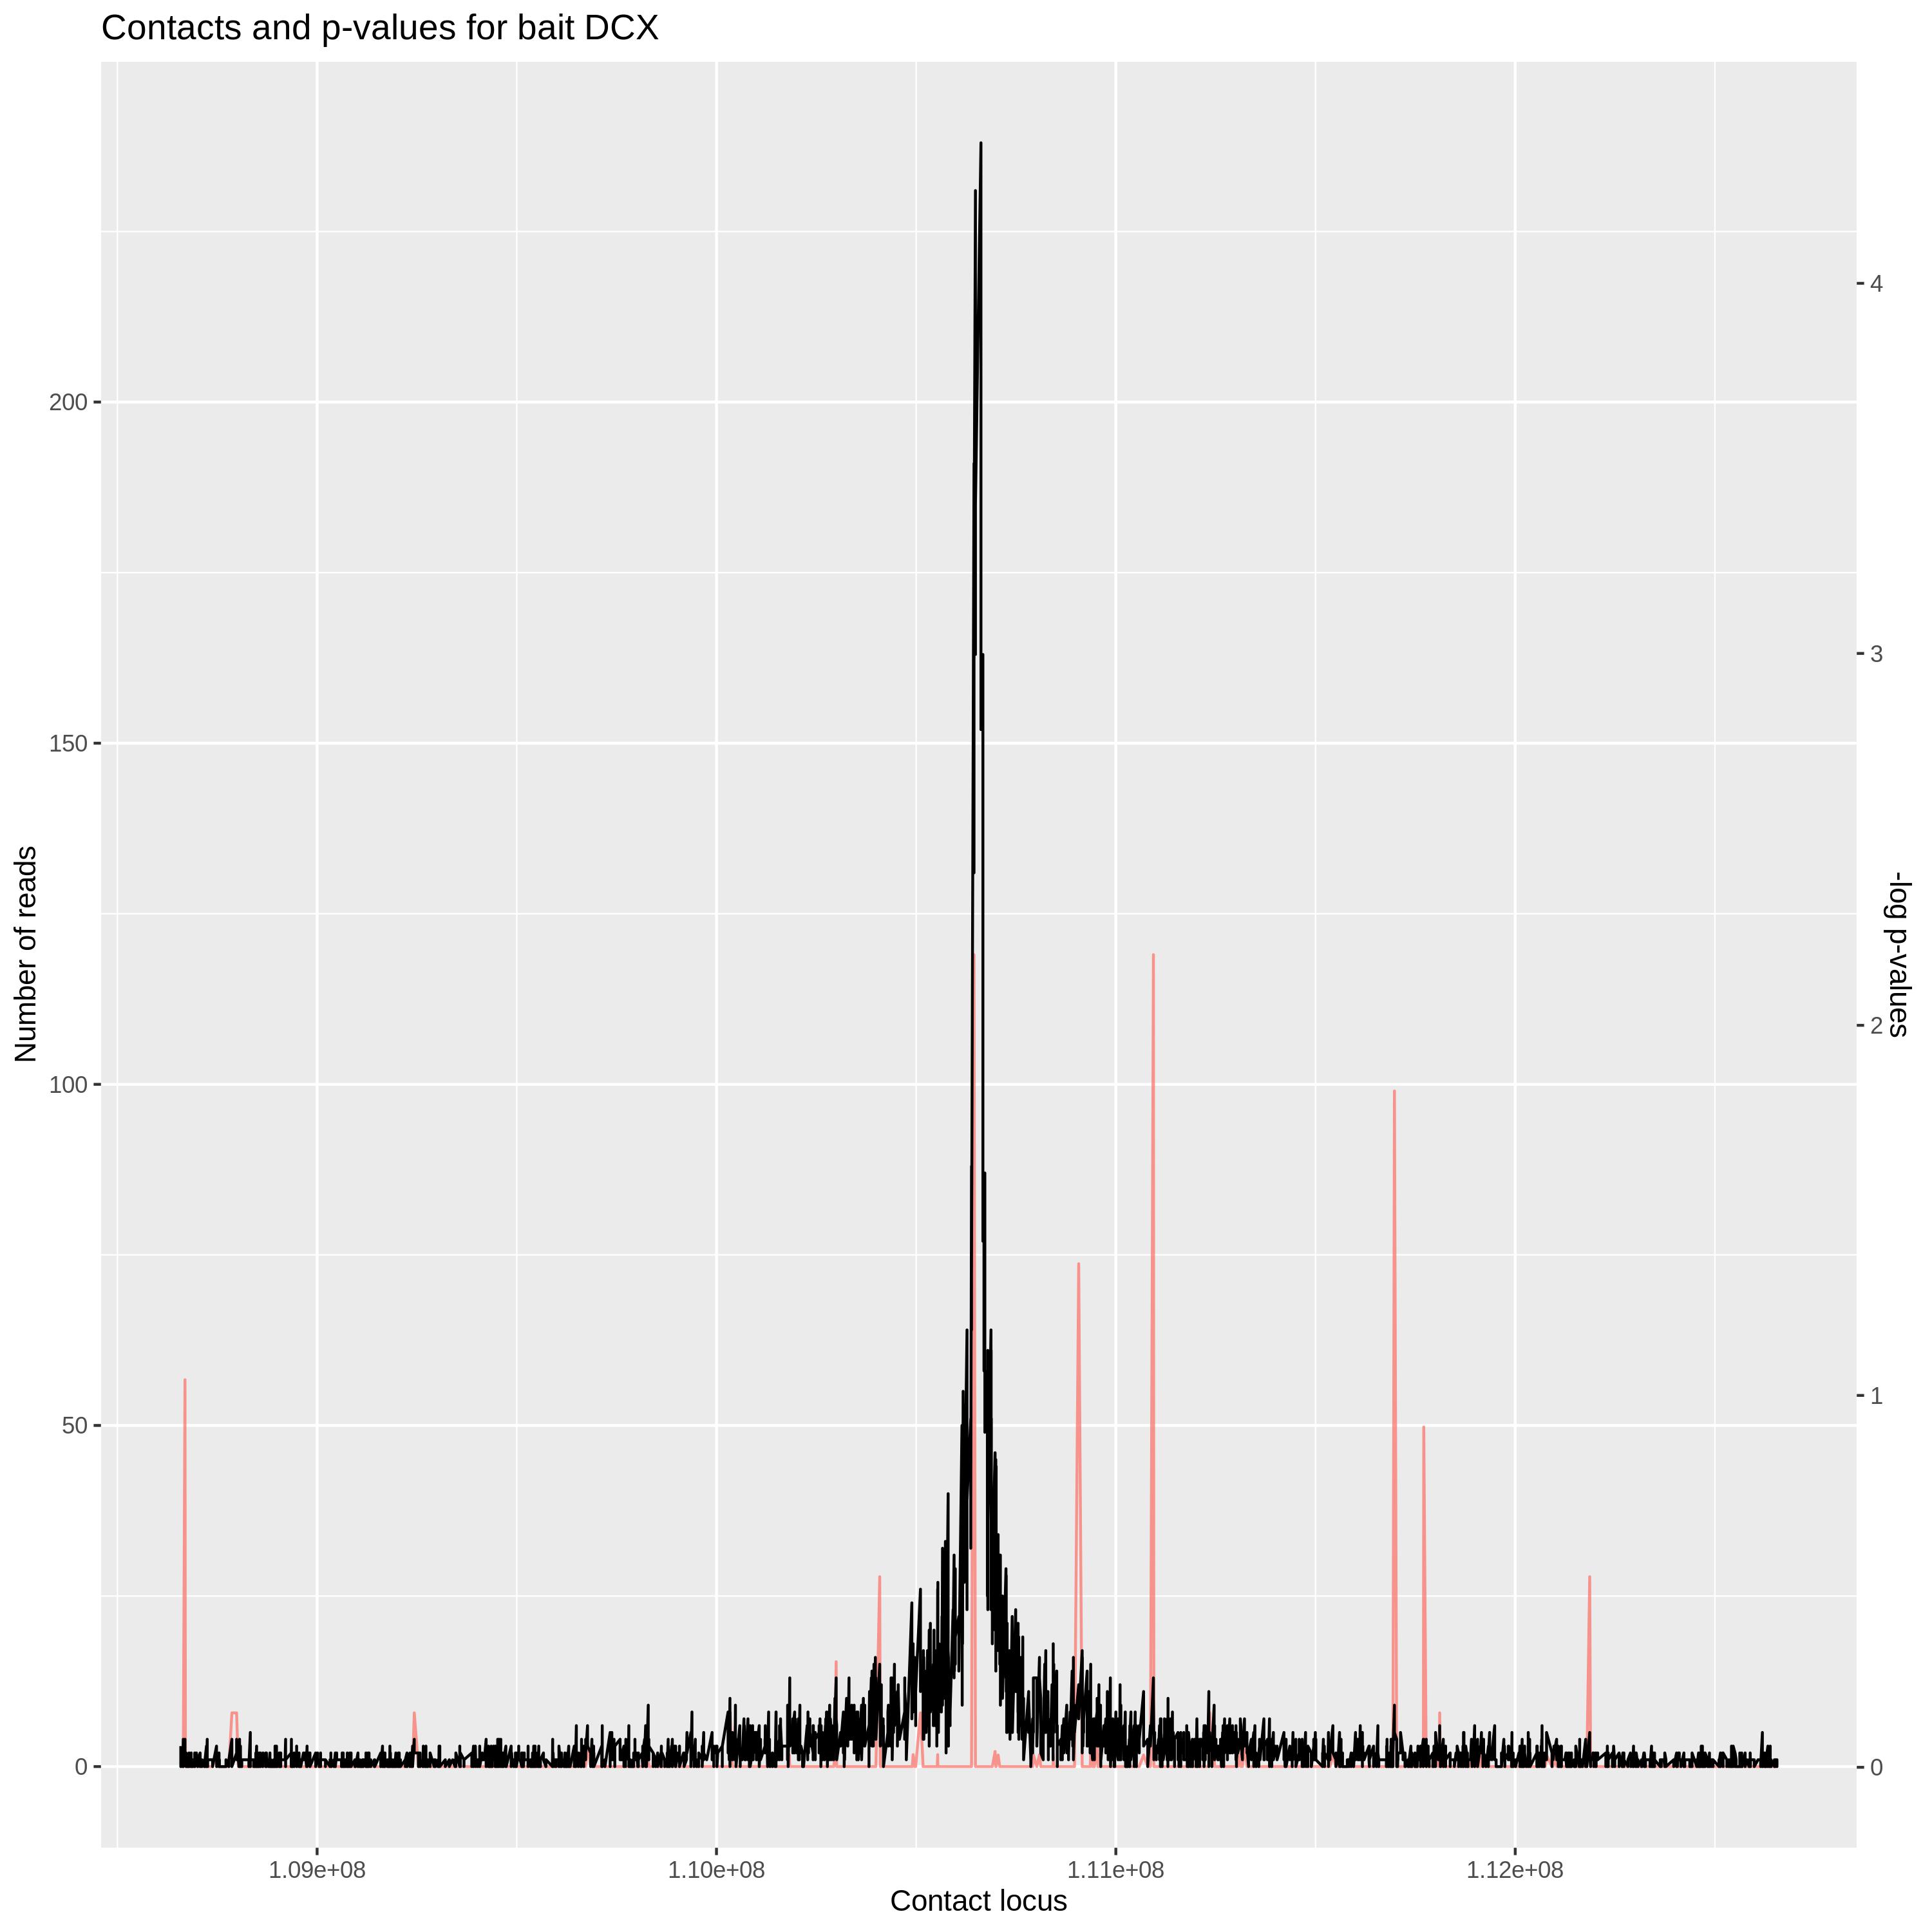 Contacts and p-values for bait DCX
Number of reads
200
150
100
50
0
4
3
2
1
0
-log p-values
1.09e+08
1.10e+08
1.11e+08
1.12e+08
Contact locus